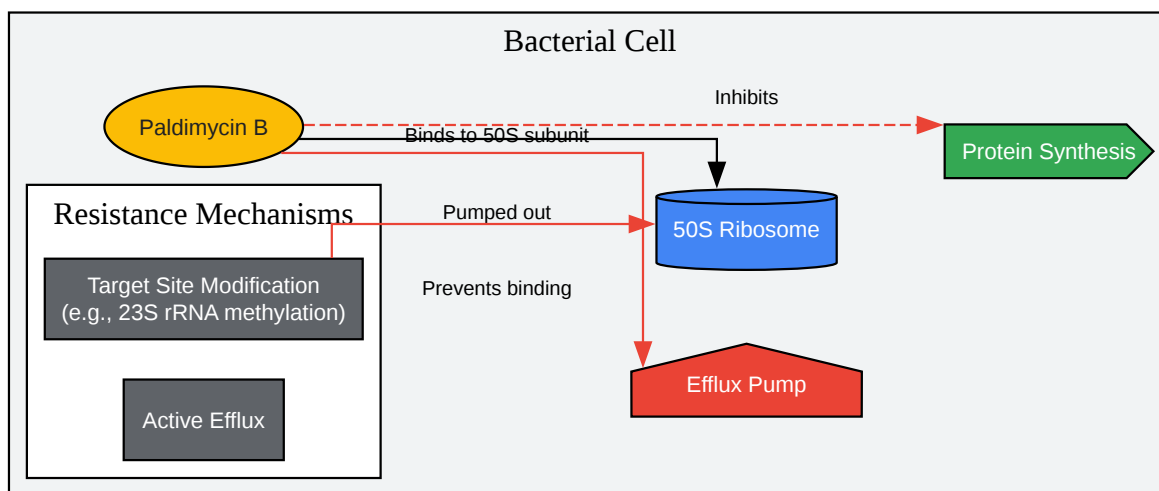 Bacterial Cell
Inhibits
Paldimycin B
Binds to 50S subunit
Protein Synthesis
Resistance Mechanisms
Pumped out
50S Ribosome
Target Site Modification
(e.g., 23S rRNA methylation)
Prevents binding
Efflux Pump
Active Efflux